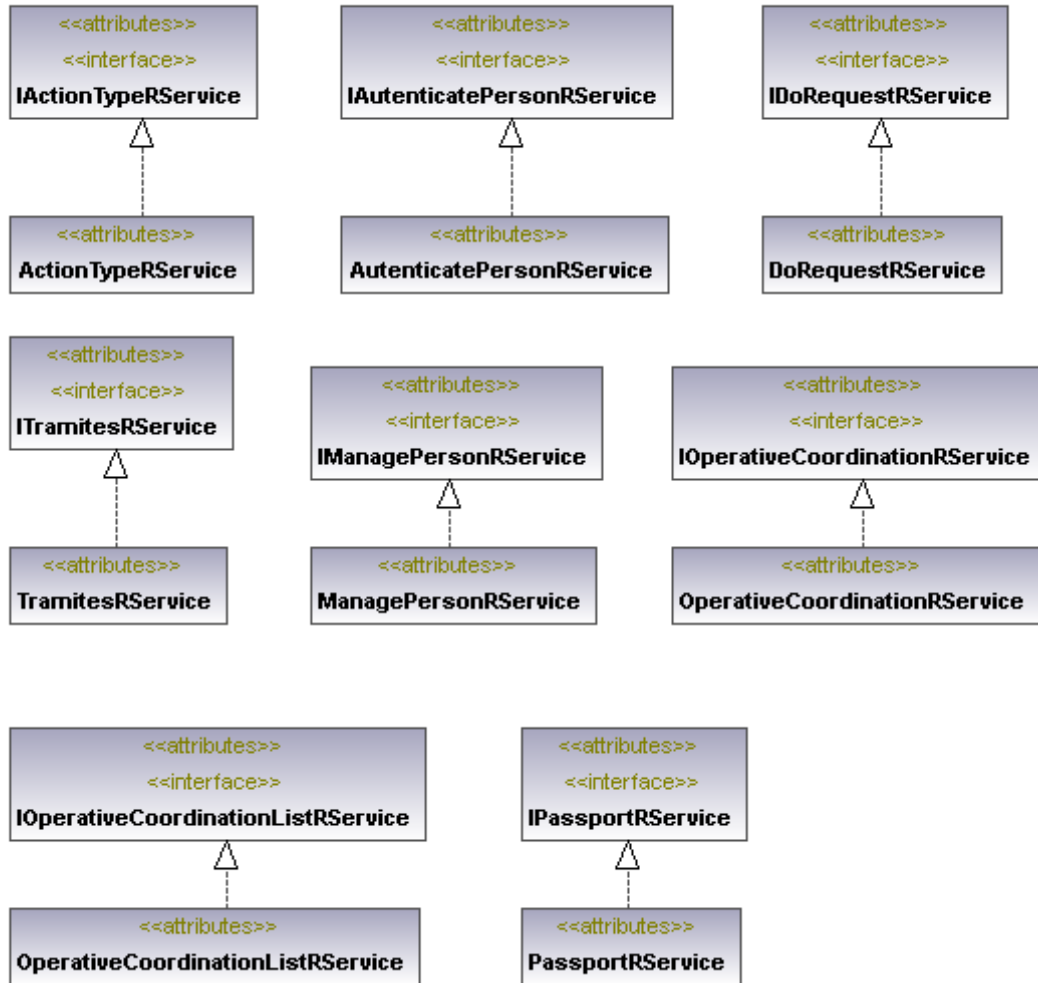 <<attributes>>
<<interface>>
IActionTypeRService
<<attributes>>
ActionTypeRService
<<attributes>>
<<interface>>
IAutenticatePersonRService
<<attributes>>
AutenticatePersonRService
<<attributes>>
<<interface>>
IDoRequestRService
<<attributes>>
DoRequestRService
<<attributes>>
<<interface>>
ITramitesRService
<<attributes>>
TramitesRService
<<attributes>>
<<interface>>
IManagePersonRService
<<attributes>>
ManagePersonRService
<<attributes>>
<<interface>>
IOperativeCoordinationRService
<<attributes>>
OperativeCoordinationRService
<<attributes>>
<<interface>>
IOperativeCoordinationListRService
<<attributes>>
OperativeCoordinationListRService
<<attributes>>
<<interface>>
IPassportRService
<<attributes>>
PassportRService